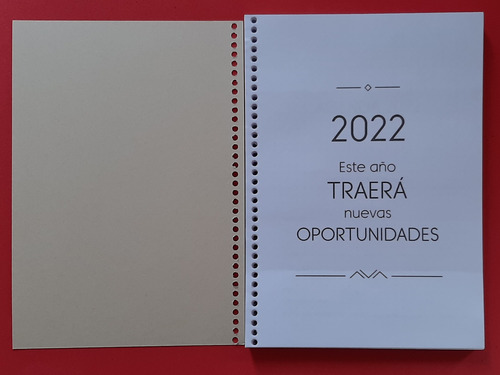 2022
Este año
TRAERÁ
nuevas
OPORTUNIDADES